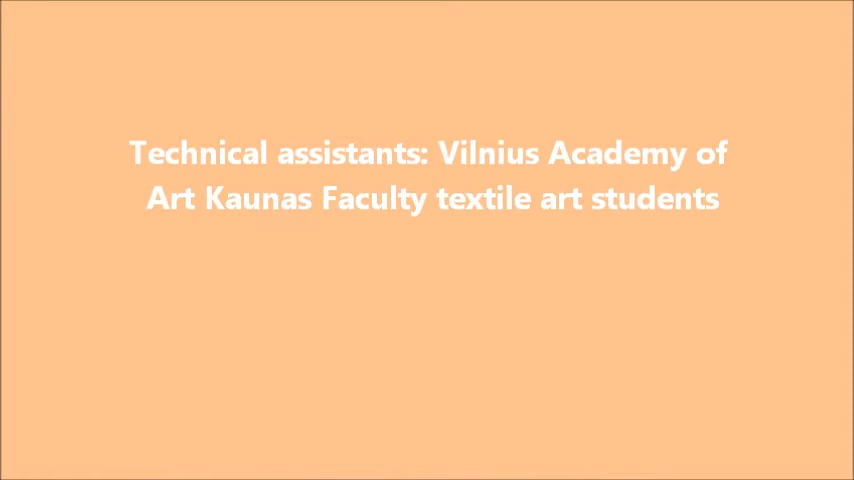 Technical assistants: Vilnius Academy of
Art Kaunas Faculty textile art students